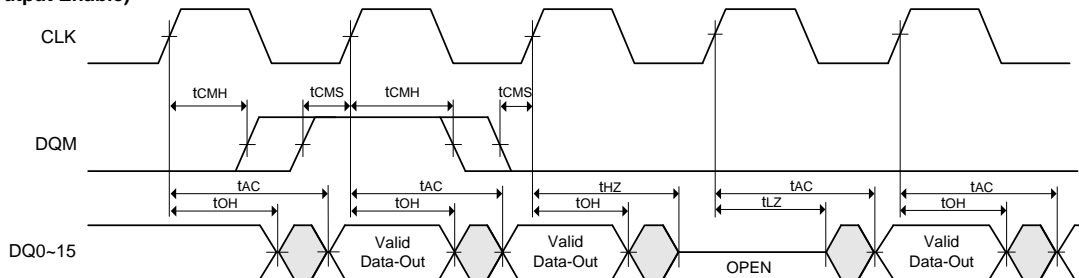 utput Enable)
CLK
tCMH tCMS tCMH tCMS
DQM
tAC tAC tHZ tAC tAC
tOH tOH tOH tLZ tOH
DQ0~15 Valid Data-Out Valid Data-Out OPEN Valid Data-Out